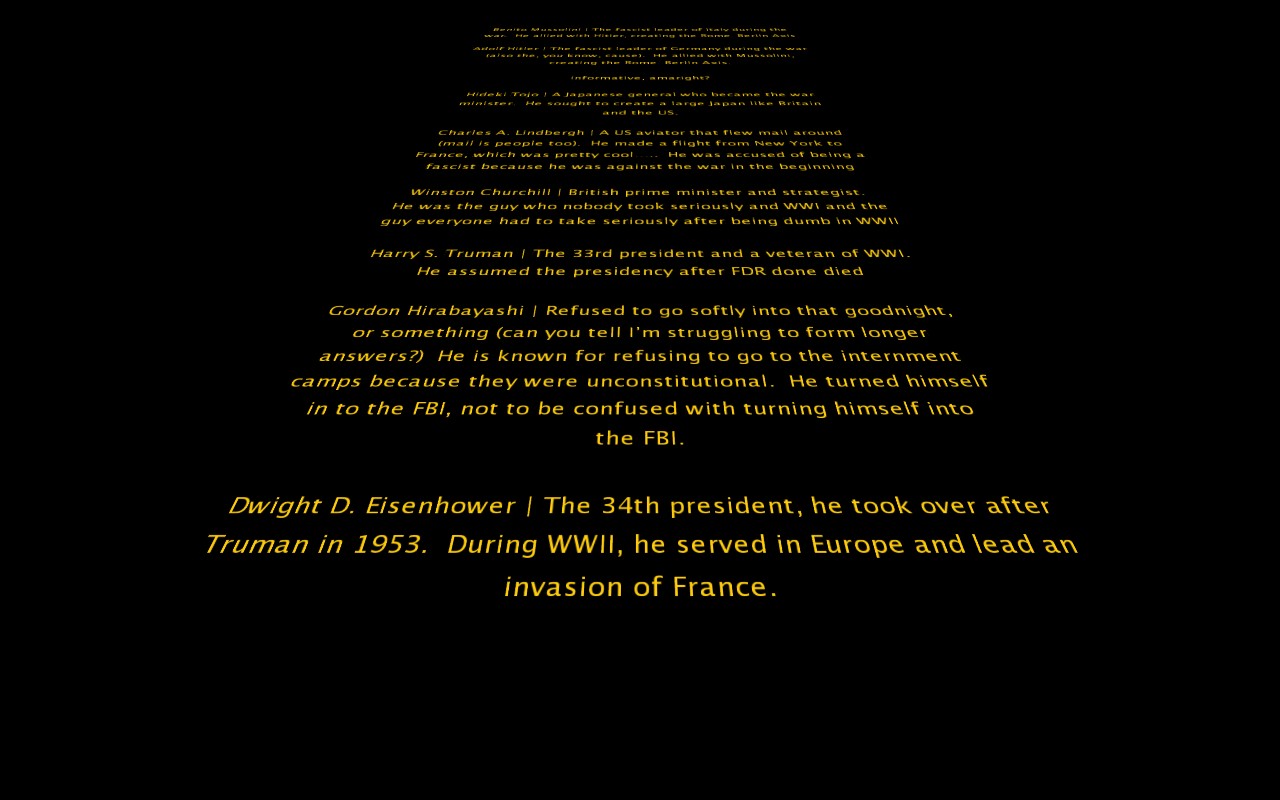 Benito Mussolini | The fascist leader of Italy during the
war. He allied with Hitler, creating the Rome Berlin Axis
Adolf Hitler | The fascist leader of Germany during the war
(also the, you know, cause). He allied with Mussolini,
creating the Rome Berlin Axis.
informative, amaright?
Hideki Tojo | A Japanese general who became the war
minister. He sought to create a large Japan like Britain
and the US.
Charles A. Lindbergh | A US aviator that flew mail around
(mail is people too). He made a flight from New York to
France, which was pretty cool ... He was accused of being a
fascist because he was against the war in the beginning
Winston Churchill | British prime minister and strategist.
He was the guy who nobody took seriously and WWI and the
guy everyone had to take seriously after being dumb in WWII
Harry S. Truman | The 33rd president and a veteran of WWI.
He assumed the presidency after FDR done died
Gordon Hirabayashi | Refused to go softly into that goodnight,
or something (can you tell I'm struggling to form longer
answers?) He is known for refusing to go to the internment
camps because they were unconstitutional. He turned himself
in to the FBI, not to be confused with turning himself into
the FBI.
Dwight D. Eisenhower | The 34th president, he took over after
Truman in 1953. During WWII, he served in Europe and lead an
invasion of France.